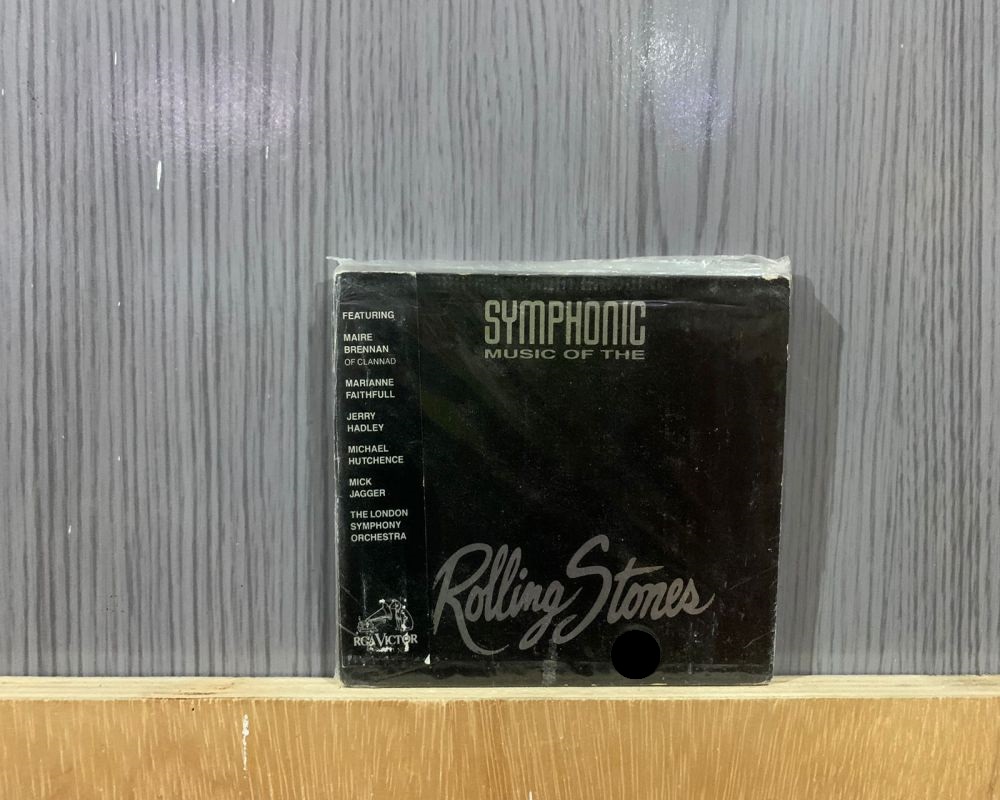 FEATURING
MAIRE
BRENNAN
OF CLANNAD
MARIANNE
FAITHFULL
JERRY
HADLEY
MICHAEL
HUTCHENCE
MICK
JAGGER
THE LONDON
SYMPHONY
ORCHESTRA
RCA VICTOR
SYMPHONIC
MUSIC OF THE
Rolling Stones